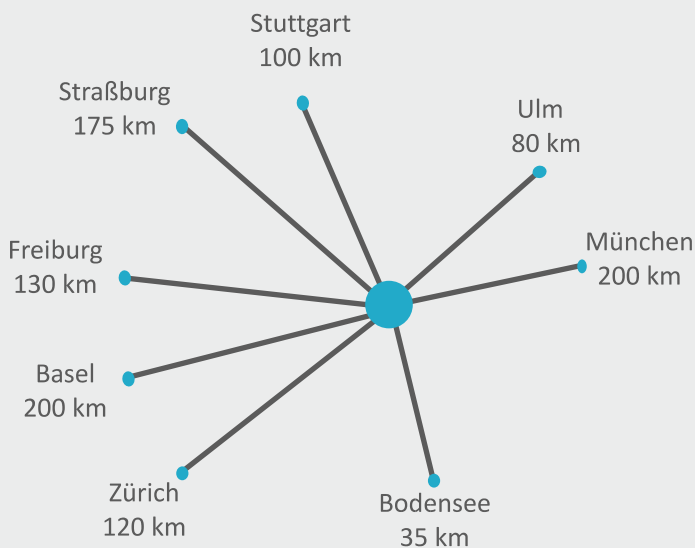 Stuttgart
100 km
Straßburg
175 km
Ulm
80 km
München
200 km
Freiburg
130 km
Basel
200 km
Zürich
120 km
Bodensee
35 km